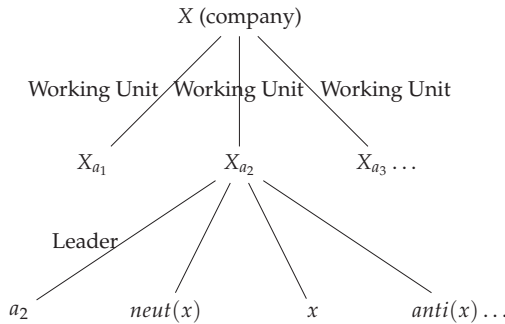 X (company)
Working Unit Working Unit Working Unit
X_{a_1} X_{a_2} X_{a_3} ...
Leader
a_2 neut(x) x anti(x) ...